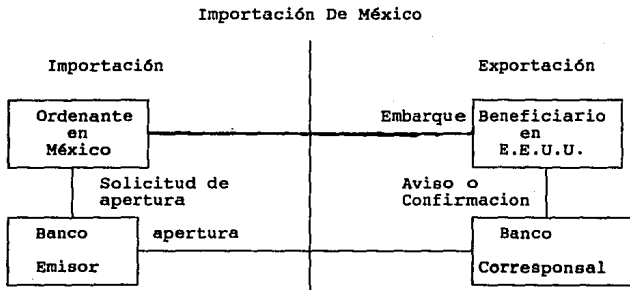 Importación De México
Importación
Exportación
Ordenante
en
México
Embarque
Beneficiario
en
E.E.U.U.
Solicitud de
apertura
Aviso o
Confirmacion
Banco
Emisor
apertura
Banco
Corresponsal